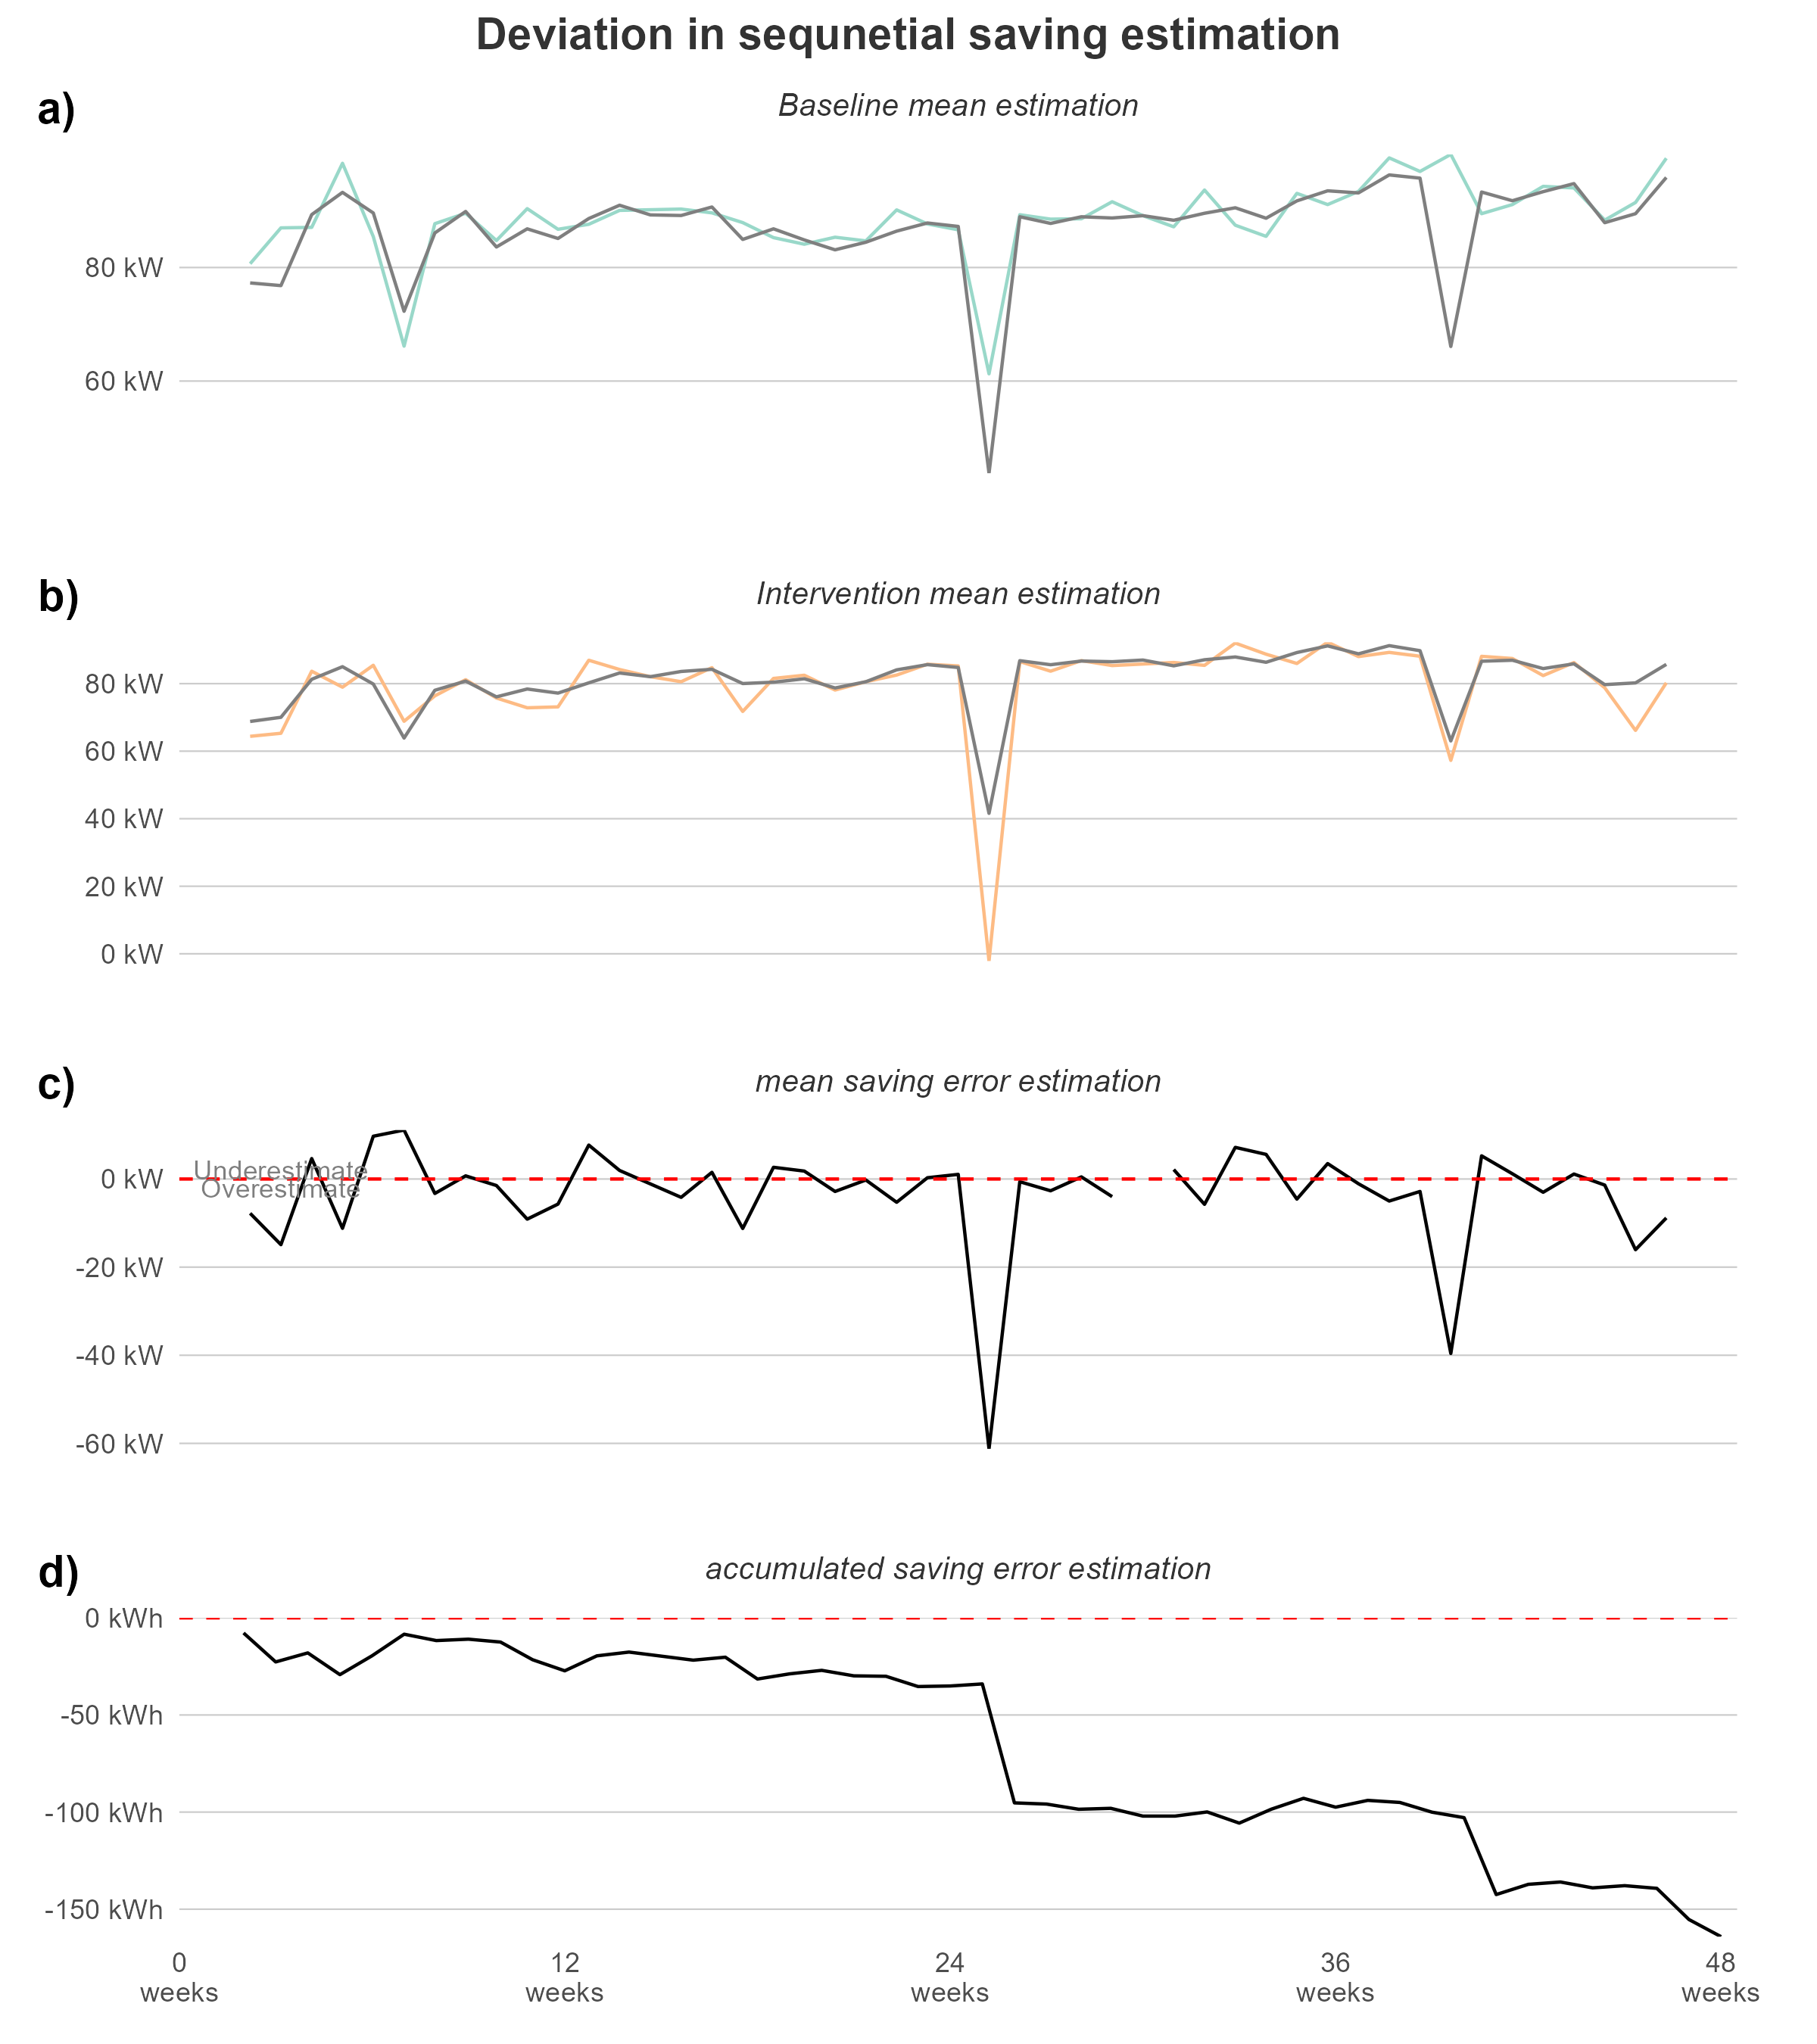 Deviation in sequnetial saving estimation
a)
Baseline mean estimation
80 kW
60 kW
b)
Intervention mean estimation
80 kW
60 kW
40 kW
20 kW
0 kW
c)
mean saving error estimation
Underestimate
0 kW
Overestimate
-20 kW
-40 kW
-60 kW
d)
accumulated saving error estimation
0 kWh
-50 kWh
-100 kWh
-150 kWh
0 12 24 36 48
weeks weeks weeks weeks weeks